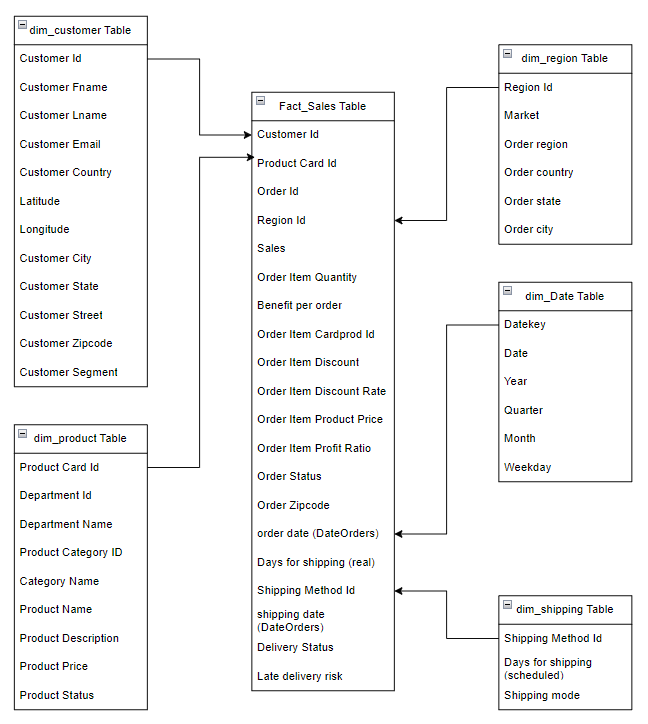 dim_customer Table
Customer Id
Customer Fname
Customer Lname
Customer Email
Customer Country
Latitude
Longitude
Customer City
Customer State
Customer Street
Customer Zipcode
Customer Segment
dim_product Table
Product Card Id
Department Id
Department Name
Product Category ID
Category Name
Product Name
Product Description
Product Price
Product Status
Fact_Sales Table
Customer Id
Product Card Id
Order Id
Region Id
Sales
Order Item Quantity
Benefit per order
Order Item Cardprod Id
Order Item Discount
Order Item Discount Rate
Order Item Product Price
Order Item Profit Ratio
Order Status
Order Zipcode
order date (DateOrders)
Days for shipping (real)
Shipping Method Id
shipping date
(DateOrders)
Delivery Status
Late delivery risk
dim_region Table
Region Id
Market
Order region
Order country
Order state
Order city
dim_Date Table
Datekey
Date
Year
Quarter
Month
Weekday
dim_shipping Table
Shipping Method Id
Days for shipping
(scheduled)
Shipping mode